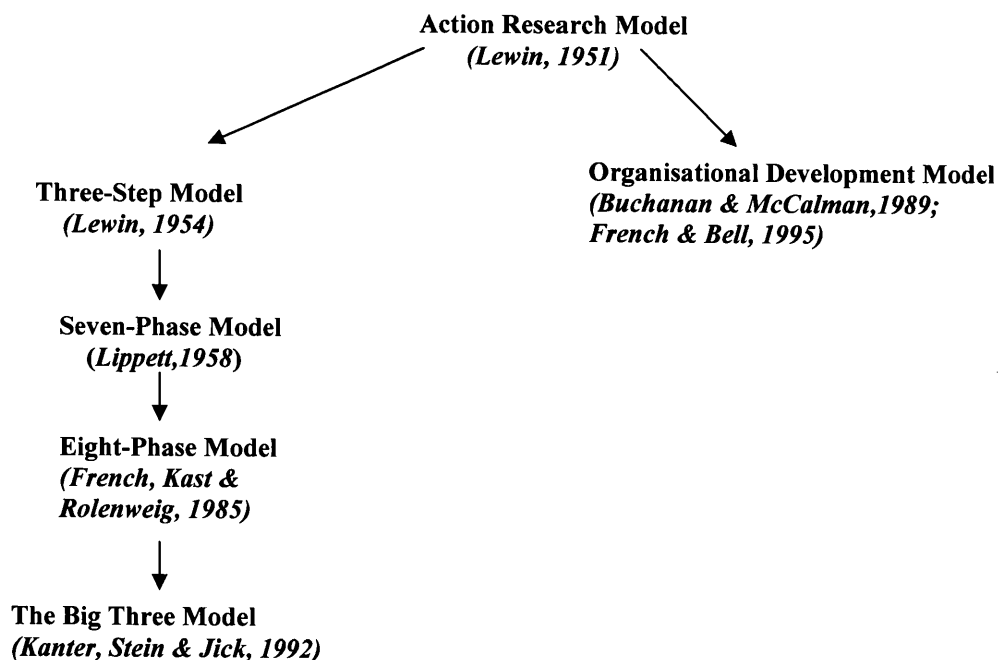 Action Research Model
(Lewin, 1951)
Three-Step Model
(Lewin, 1954)
Organisational Development Model
(Buchanan & McCalman,1989;
French & Bell, 1995)
Seven-Phase Model
(Lippett,1958)
Eight-Phase Model
(French, Kast &
Rolenweig, 1985)
The Big Three Model
(Kanter, Stein & Jick, 1992)